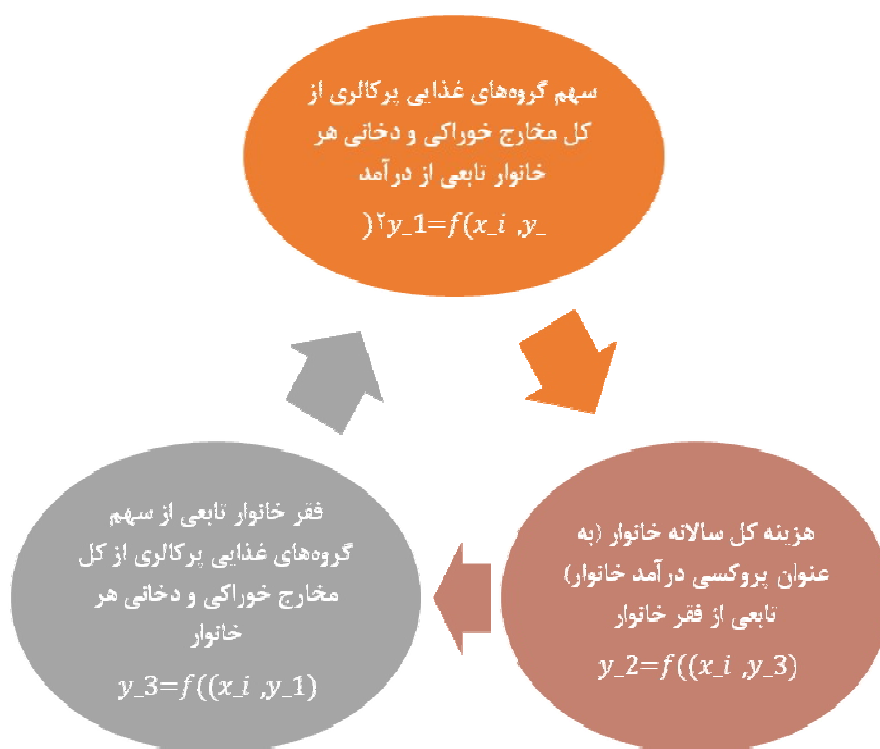 سهم گروه‌های غذایی پرکالری از
کل مخارج خوراکی و دخانی هر
خانوار تابعی از درآمد
)۲y_1=f(x_i ,y_
هزینه کل سالانه خانوار (به
عنوان پروکسی درآمد خانوار)
تابعی از فقر خانوار
y_2=f((x_i ,y_3)
فقر خانوار تابعی از سهم
گروه‌های غذایی پرکالری از کل
مخارج خوراکی و دخانی هر
خانوار
y_3=f((x_i ,y_1)